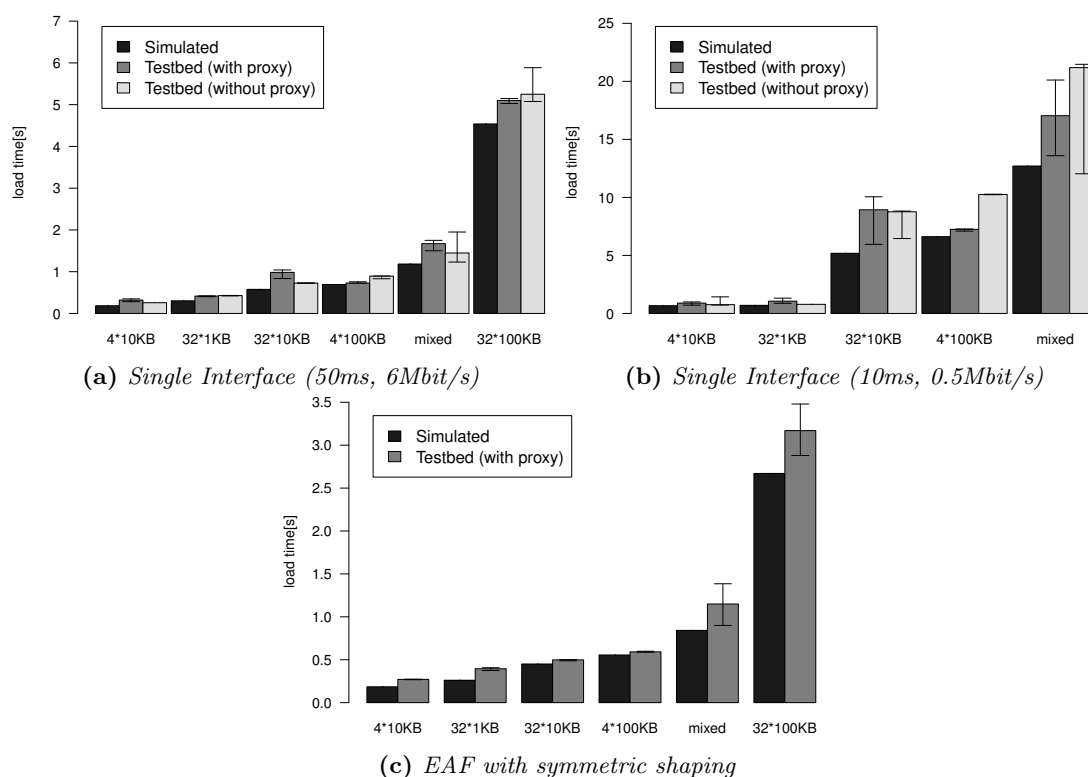 7
6
5
4
3
2
1
0
load time[s]
Simulated
Testbed (with proxy)
Testbed (without proxy)
4*10KB 32*1KB 32*10KB 4*100KB mixed 32*100KB
(a) Single Interface (50ms, 6Mbit/s)
25
20
15
10
5
0
load time[s]
Simulated
Testbed (with proxy)
Testbed (without proxy)
4*10KB 32*1KB 32*10KB 4*100KB mixed
(b) Single Interface (10ms, 0.5Mbit/s)
3.5
3.0
2.5
2.0
1.5
1.0
0.5
0.0
load time[s]
Simulated
Testbed (with proxy)
4*10KB 32*1KB 32*10KB 4*100KB mixed 32*100KB
(c) EAF with symmetric shaping